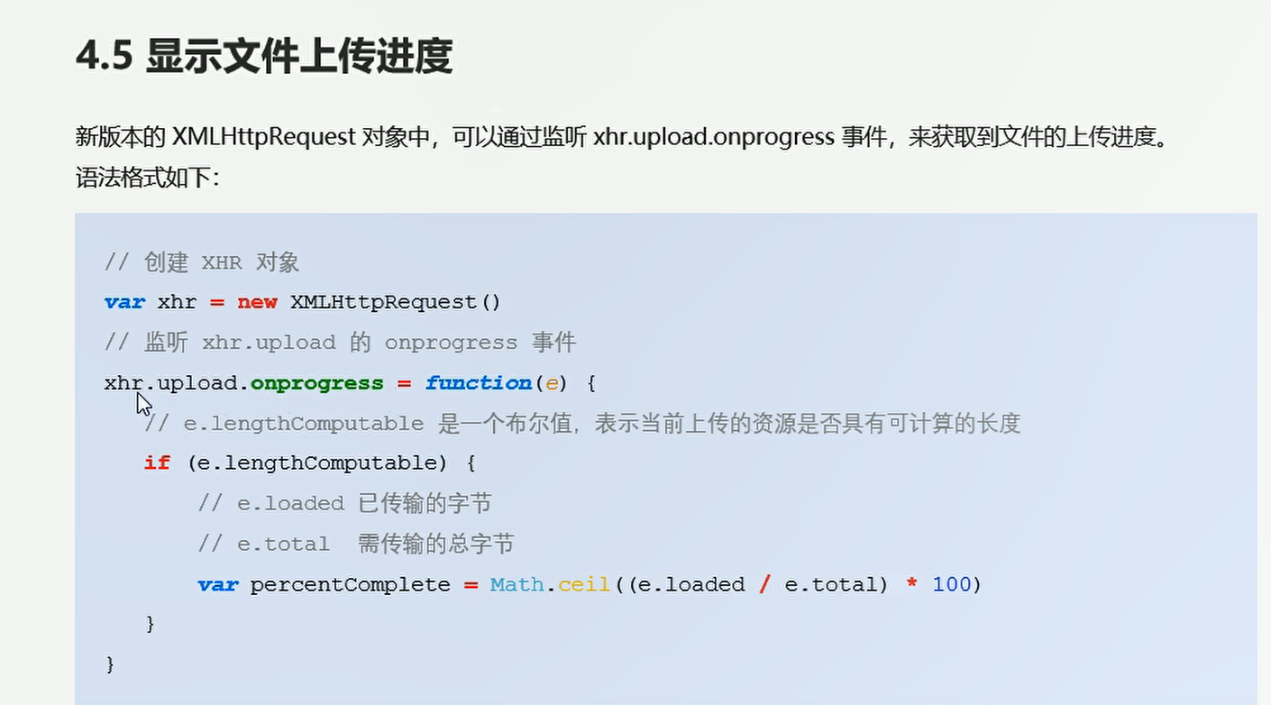 4.5 显示文件上传进度
新版本的 XMLHttpRequest 对象中，可以通过监听 xhr.upload.onprogress 事件，来获取到文件的上传进度。
语法格式如下：
// 创建 XHR 对象
var xhr = new XMLHttpRequest()
// 监听 xhr.upload 的 onprogress 事件
xhr.upload.onprogress = function(e) {
// e.lengthComputable 是一个布尔值，表示当前上传的资源是否具有可计算的长度
if (e.lengthComputable) {
// e.loaded 已传输的字节
// e.total  需传输的总字节
var percentComplete = Math.ceil((e.loaded / e.total) * 100)
}
}